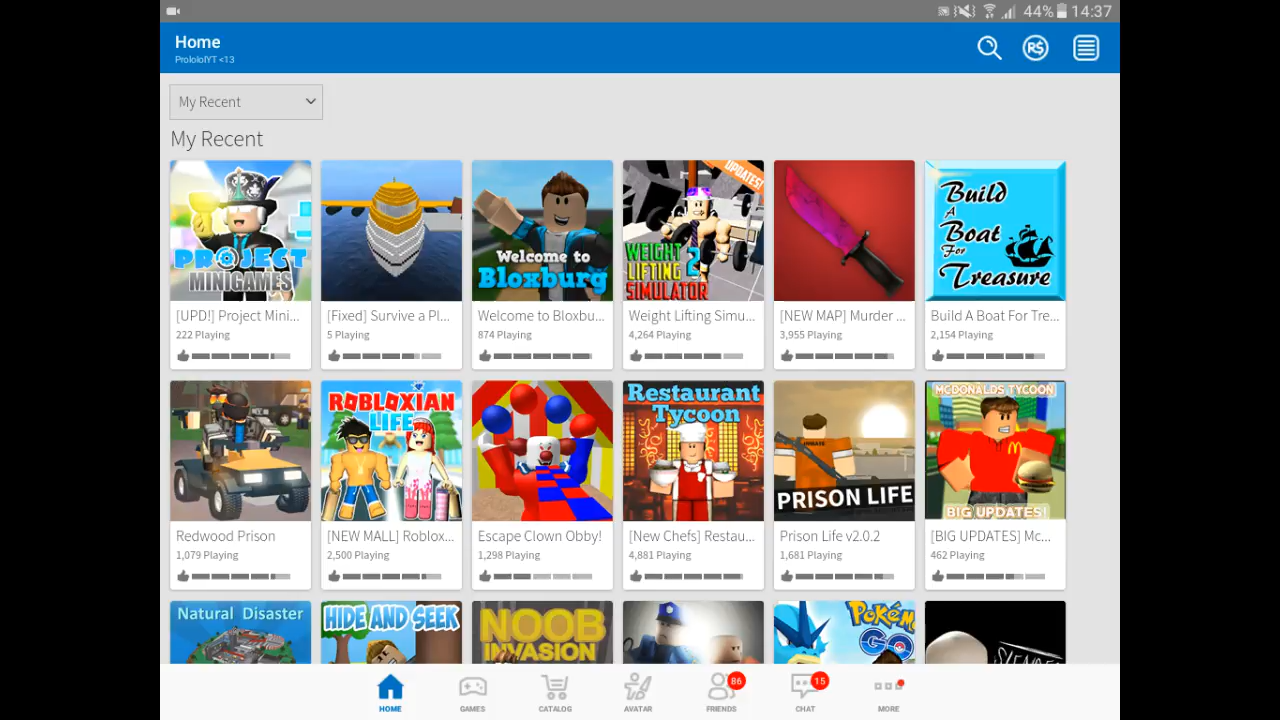 44% 14:37
Home
ProlololYT <13
R$
My Recent
My Recent
PROJECT
MINIGAMES
Welcome to
Bloxburg
UPDATES!
WEIGHT
LIFTING 2
SIMULATOR
Build
A
Boat
For
Treasure
[UPD!] Project Mini...
[Fixed] Survive a Pl...
Welcome to Bloxbu...
Weight Lifting Simu...
[NEW MAP] Murder ...
Build A Boat For Tre...
222 Playing
5 Playing
874 Playing
4,264 Playing
3,955 Playing
2,154 Playing
ROBLOXIAN
LIFE
Restaurant
Tycoon
INMATE
PRISON LIFE
MCDONALDS TYCOON
BIG UPDATES!
Redwood Prison
[NEW MALL] Roblox...
Escape Clown Obby!
[New Chefs] Restau...
Prison Life v2.0.2
[BIG UPDATES] Mc...
1,079 Playing
2,500 Playing
1,298 Playing
4,881 Playing
1,681 Playing
462 Playing
Natural Disaster
HIDE AND SEEK
NOOB
INVASION
Pokém
GO
86
15
HOME
GAMES
CATALOG
AVATAR
FRIENDS
CHAT
MORE